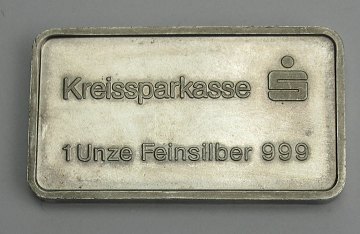 Kreissparkasse
1 Unze Feinsilber 999